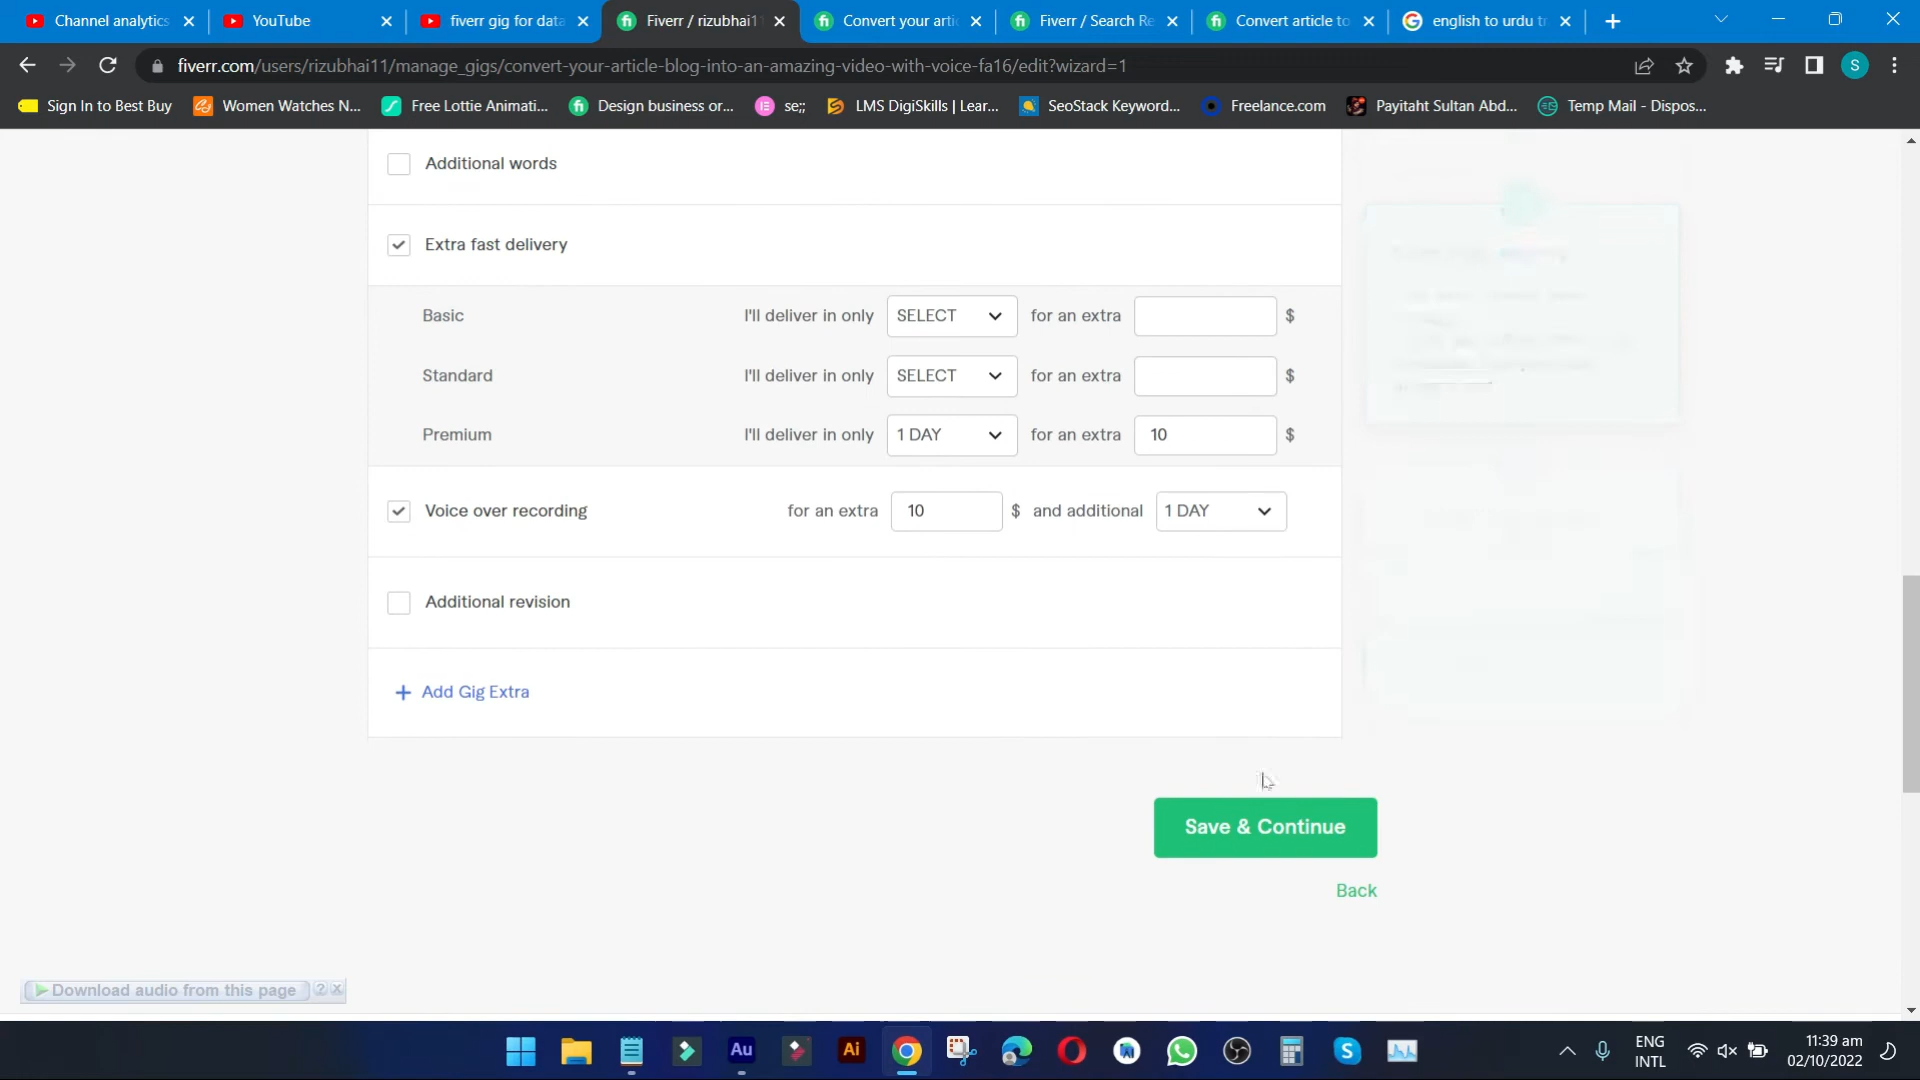 Channel analytics
YouTube
fiverr gig for data
Fiverr / rizubhai11
Convert your arti
Fiverr / Search Re
Convert article to
english to urdu tr
fiverr.com/users/rizubhai11/manage_gigs/convert-your-article-blog-into-an-amazing-video-with-voice-fa16/edit?wizard=1
S
Sign In to Best Buy
Women Watches N...
Free Lottie Animati...
Design business or...
se;;
LMS DigiSkills | Lear...
SeoStack Keyword...
Freelance.com
Payitaht Sultan Abd...
Temp Mail - Dispos...
Additional words
Extra fast delivery
Basic I'll deliver in only SELECT for an extra $
Standard I'll deliver in only SELECT for an extra $
Premium I'll deliver in only 1 DAY for an extra 10 $
Voice over recording for an extra 10 $ and additional 1 DAY
Additional revision
+ Add Gig Extra
Save & Continue
Back
Download audio from this page ? x
Au
Ai
ENG
INTL
11:39 am
02/10/2022